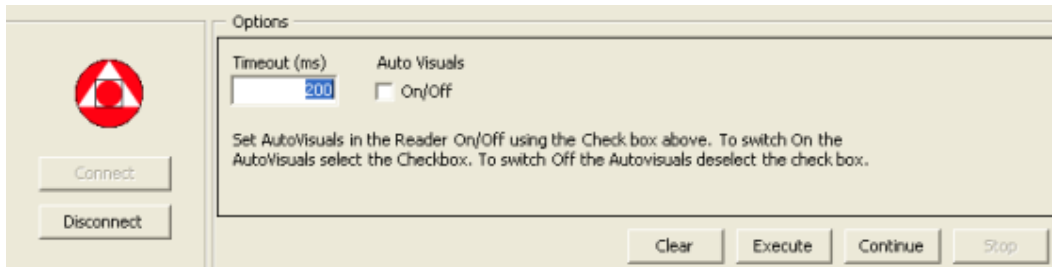 Options
Timeout (ms) Auto Visuals
200 On/Off
Set AutoVisuals in the Reader On/Off using the Check box above. To switch On the
AutoVisuals select the Checkbox. To switch Off the Autovisuals deselect the check box.
Connect
Disconnect
Clear Execute Continue Stop